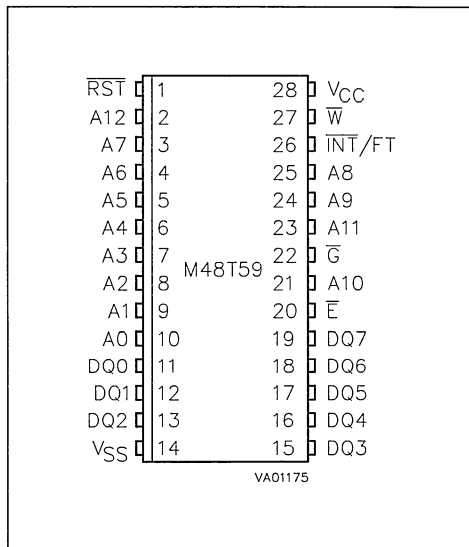 R̅S̅T̅ 1 28 VCC
A12 2 27 W̅
A7 3 26 I̅N̅T̅/FT
A6 4 25 A8
A5 5 24 A9
A4 6 23 A11
A3 7 22 G̅
M48T59
A2 8 21 A10
A1 9 20 E̅
A0 10 19 DQ7
DQ0 11 18 DQ6
DQ1 12 17 DQ5
DQ2 13 16 DQ4
VSS 14 15 DQ3
VA01175